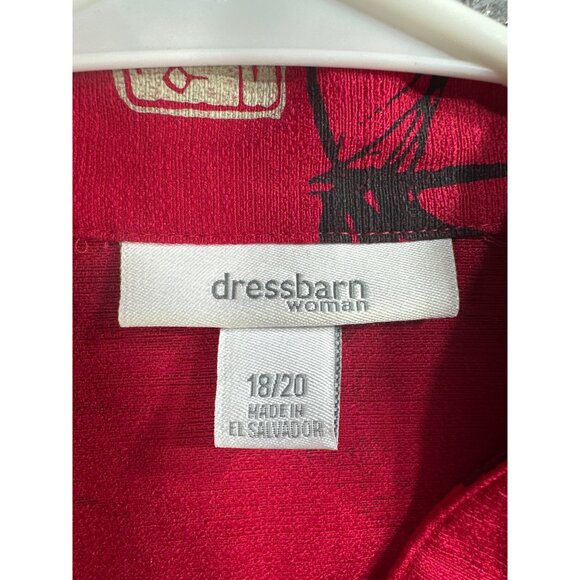 dressbarn
woman
18/20
MADE IN
EL SALVADOR